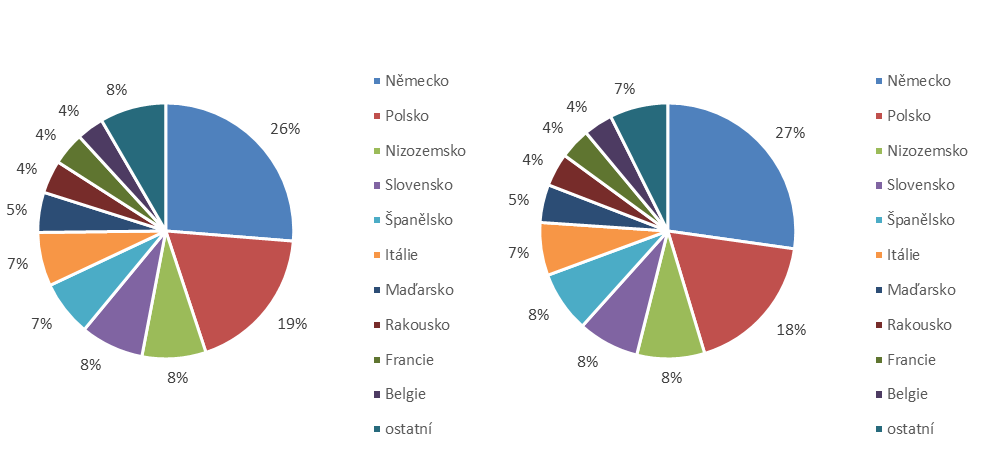 26%
19%
8%
8%
7%
7%
5%
4%
4%
4%
8%
Německo
Polsko
Nizozemsko
Slovensko
Španělsko
Itálie
Maďarsko
Rakousko
Francie
Belgie
ostatní
27%
18%
8%
8%
8%
7%
5%
4%
4%
4%
7%
Německo
Polsko
Nizozemsko
Slovensko
Španělsko
Itálie
Maďarsko
Rakousko
Francie
Belgie
ostatní